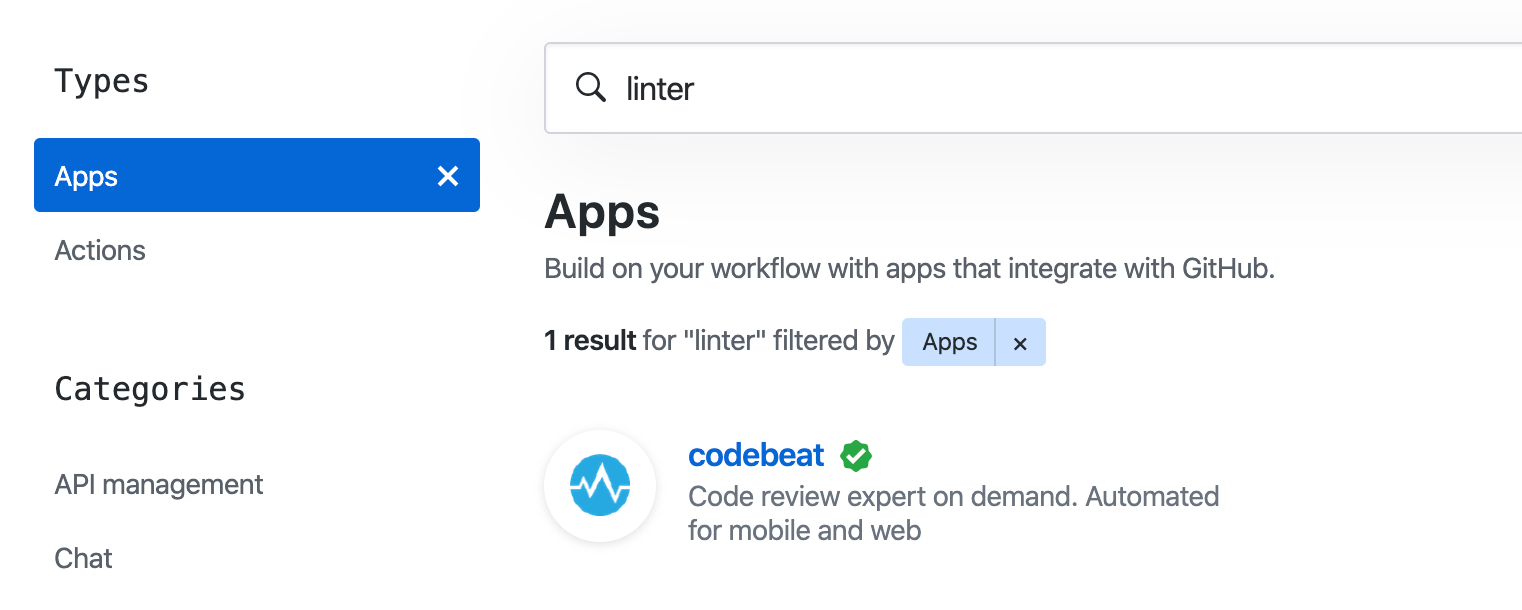 Types
Apps
Actions
Categories
API management
Chat
linter
Apps
Build on your workflow with apps that integrate with GitHub.
1 result for "linter" filtered by Apps ×
codebeat
Code review expert on demand. Automated
for mobile and web